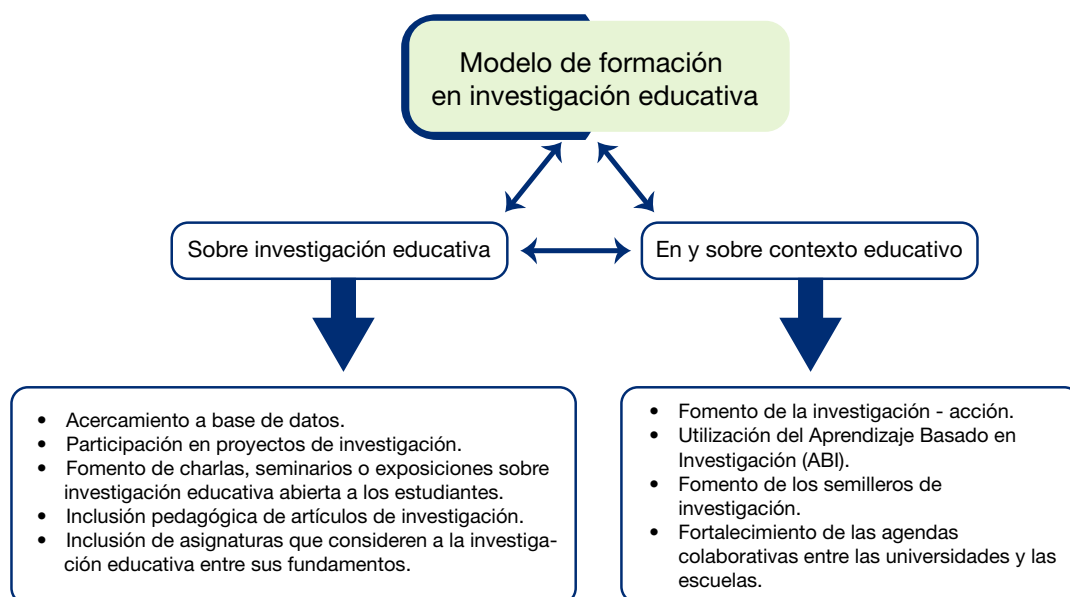 Modelo de formación
en investigación educativa
Sobre investigación educativa
En y sobre contexto educativo
• Acercamiento a base de datos.
• Participación en proyectos de investigación.
• Fomento de charlas, seminarios o exposiciones sobre
investigación educativa abierta a los estudiantes.
• Inclusión pedagógica de artículos de investigación.
• Inclusión de asignaturas que consideren a la investiga-
ción educativa entre sus fundamentos.
• Fomento de la investigación - acción.
• Utilización del Aprendizaje Basado en
Investigación (ABI).
• Fomento de los semilleros de
investigación.
• Fortalecimiento de las agendas
colaborativas entre las universidades y las
escuelas.